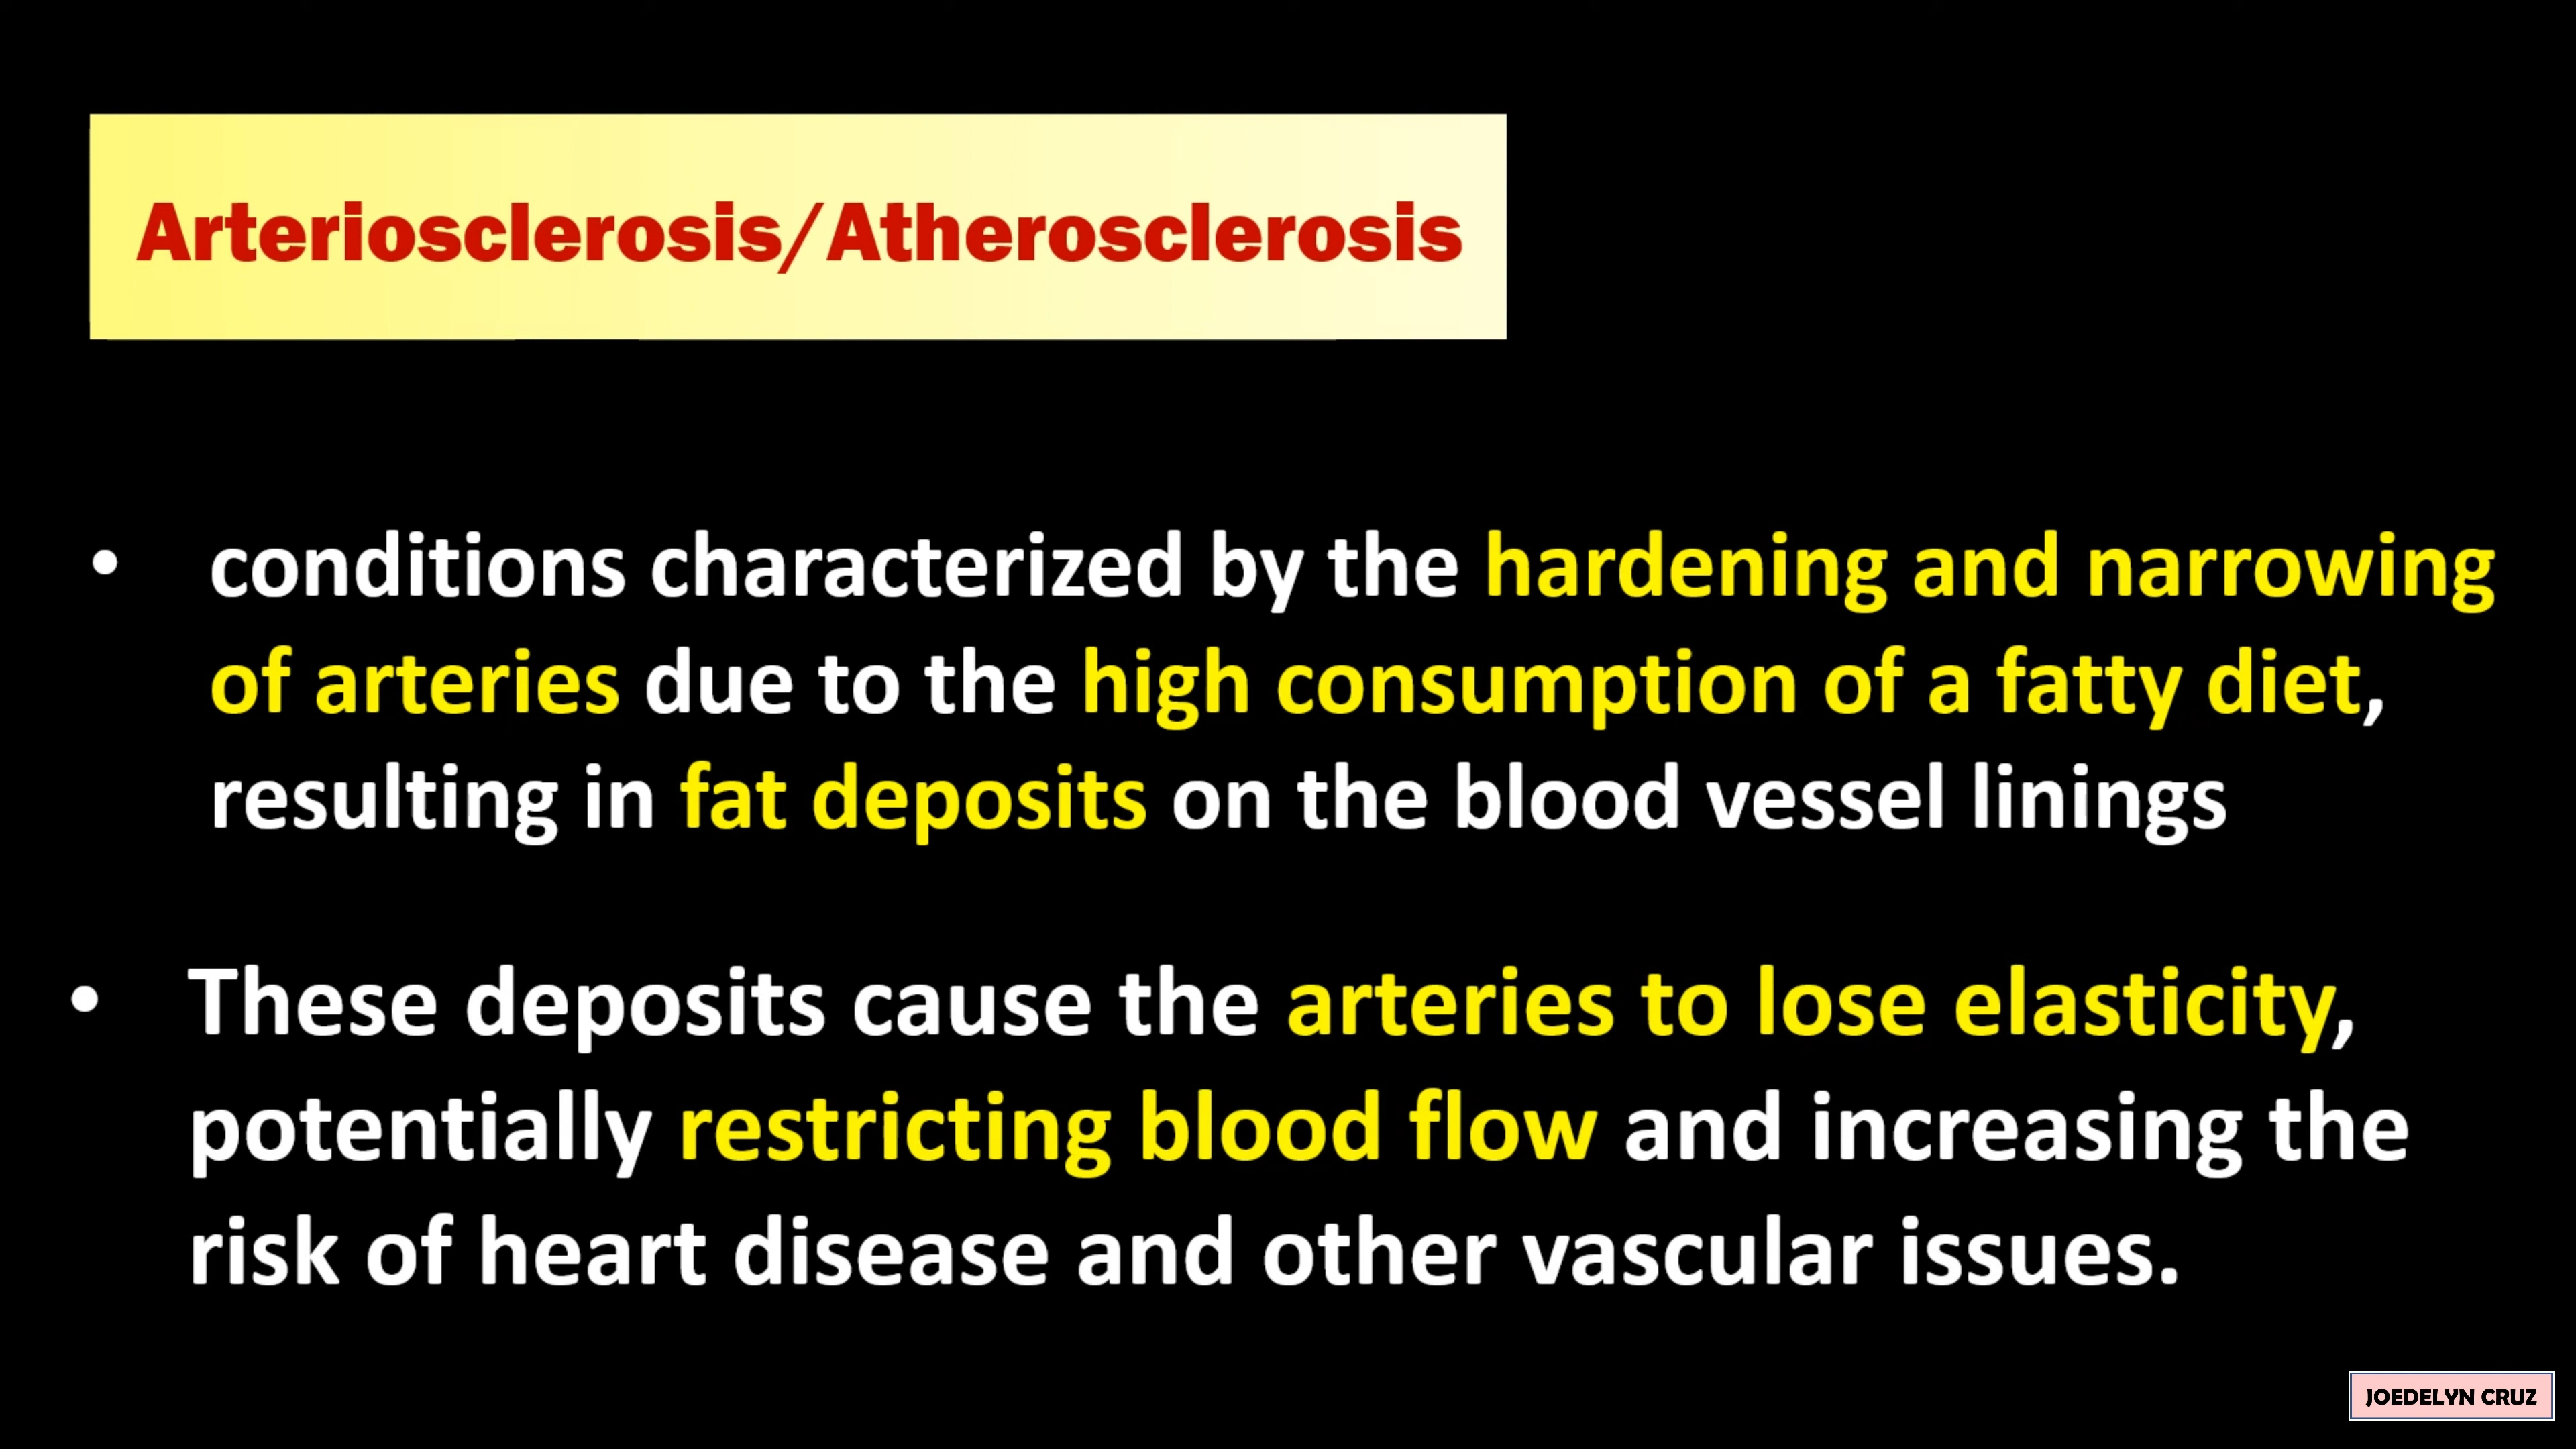 Arteriosclerosis/Atherosclerosis
• conditions characterized by the hardening and narrowing
of arteries due to the high consumption of a fatty diet,
resulting in fat deposits on the blood vessel linings
• These deposits cause the arteries to lose elasticity,
potentially restricting blood flow and increasing the
risk of heart disease and other vascular issues.
JOEDELYN CRUZ